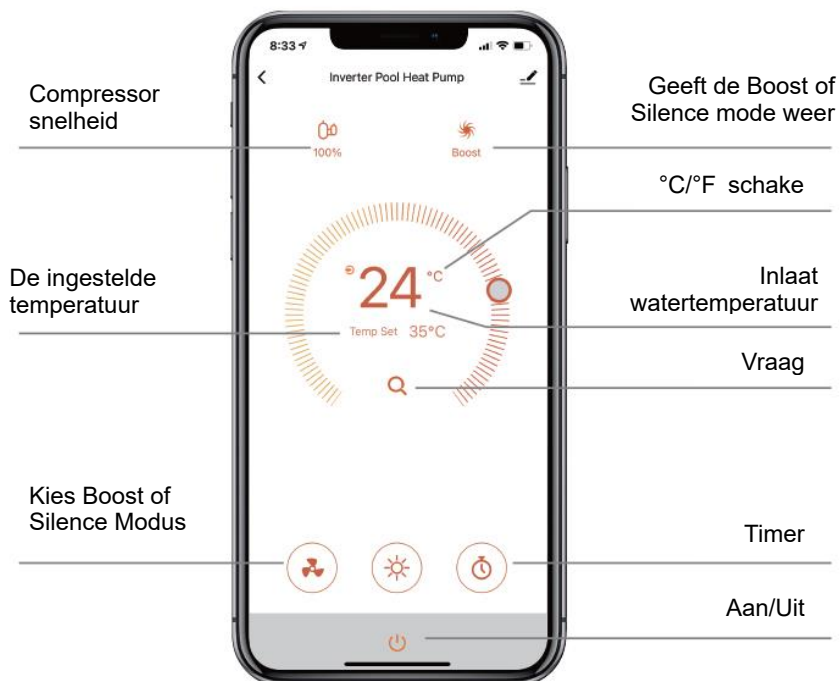 8:33
Inverter Pool Heat Pump
Compressor
snelheid
Geeft de Boost of
Silence mode weer
100%
Boost
°C/°F schake
24 °C
De ingestelde
temperatuur
Inlaat
watertemperatuur
Temp Set 35°C
Vraag
Kies Boost of
Silence Modus
Timer
Aan/Uit